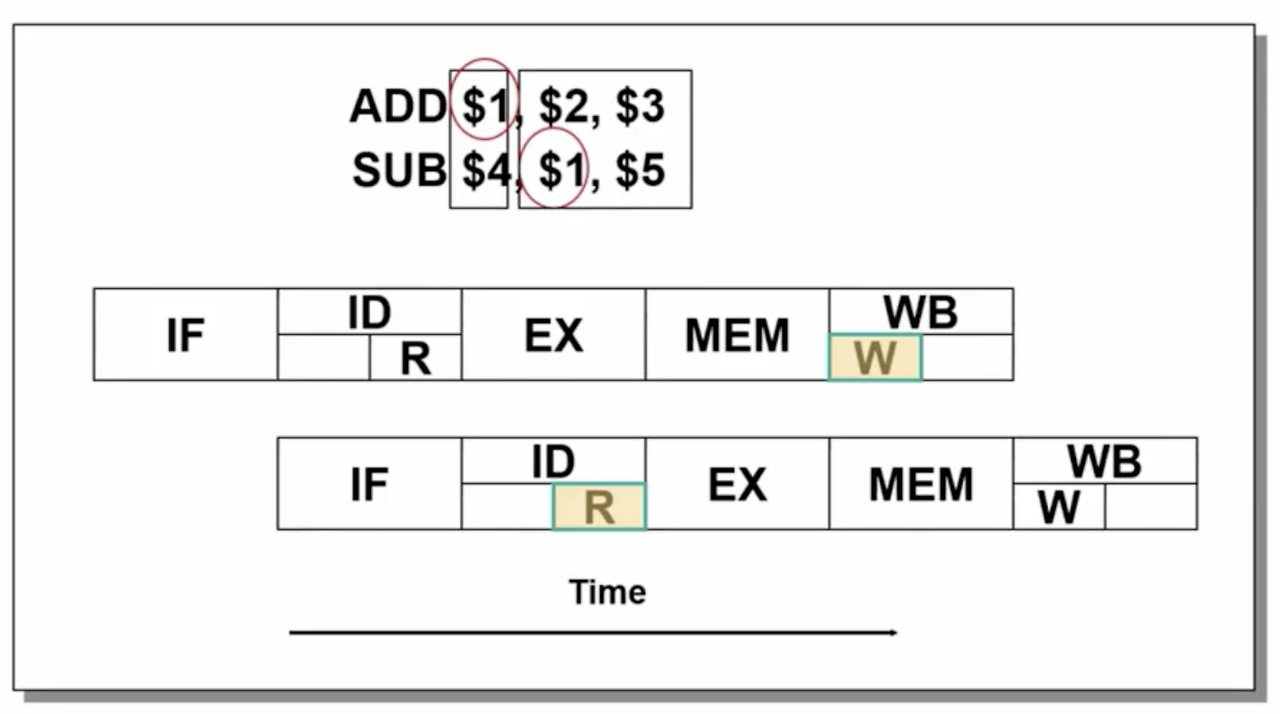 ADD $1, $2, $3
SUB $4, $1, $5
IF ID EX MEM WB
R W
IF ID EX MEM WB
R W
Time